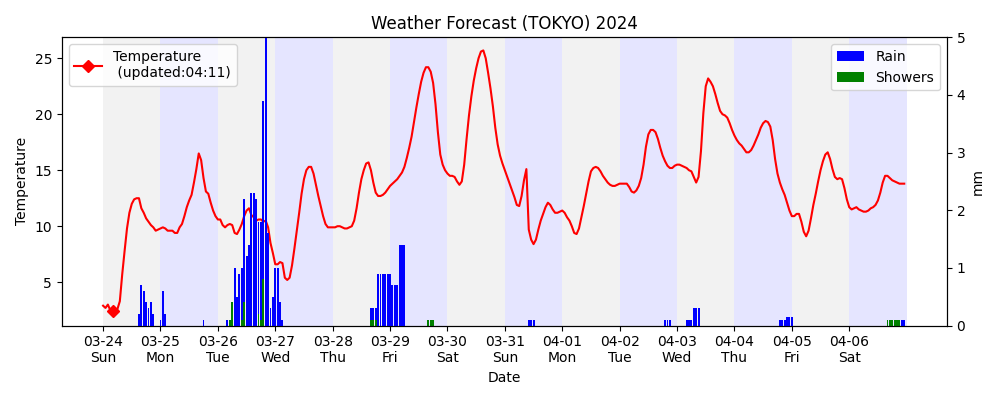 Weather Forecast (TOKYO) 2024
Temperature
(updated:04:11)
Rain
Showers
Temperature
25
20
15
10
5
5
4
3
2
1
0
mm
03-24 03-25 03-26 03-27 03-28 03-29 03-30 03-31 04-01 04-02 04-03 04-04 04-05 04-06
Sun Mon Tue Wed Thu Fri Sat Sun Mon Tue Wed Thu Fri Sat
Date